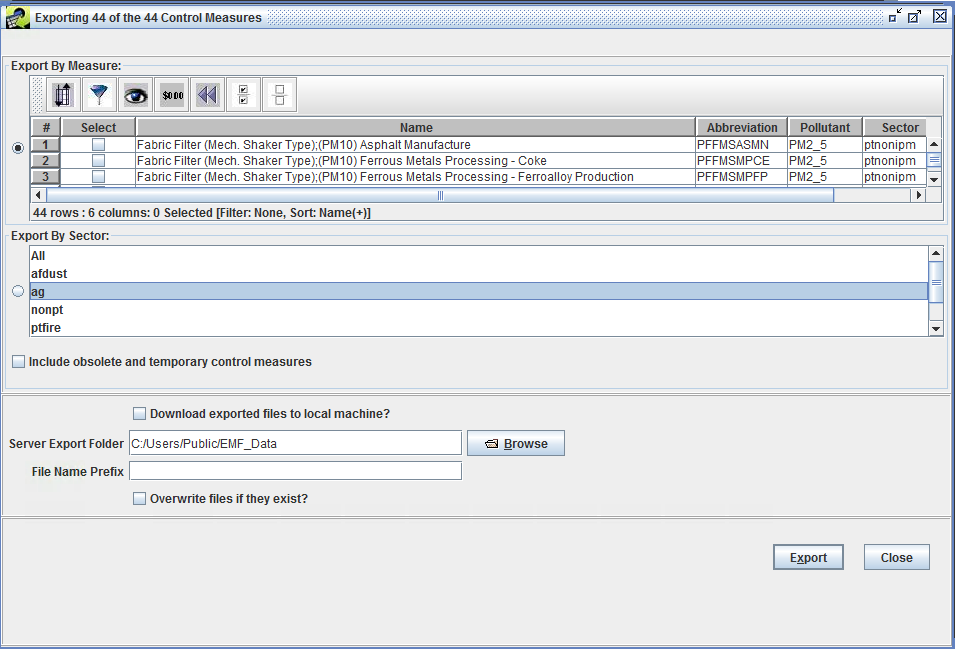 Exporting 44 of the 44 Control Measures
Export By Measure:
$000
# Select Name Abbreviation Pollutant Sector
1 Fabric Filter (Mech. Shaker Type);(PM10) Asphalt Manufacture PFFMSASMN PM2_5 ptnonipm
2 Fabric Filter (Mech. Shaker Type);(PM10) Ferrous Metals Processing - Coke PFFMSMPCE PM2_5 ptnonipm
3 Fabric Filter (Mech. Shaker Type);(PM10) Ferrous Metals Processing - Ferroalloy Production PFFMSMPFP PM2_5 ptnonipm
44 rows : 6 columns: 0 Selected [Filter: None, Sort: Name(+)]
Export By Sector:
All
afdust
ag
nonpt
ptfire
Include obsolete and temporary control measures
Download exported files to local machine?
Server Export Folder C:/Users/Public/EMF_Data Browse
File Name Prefix
Overwrite files if they exist?
Export Close